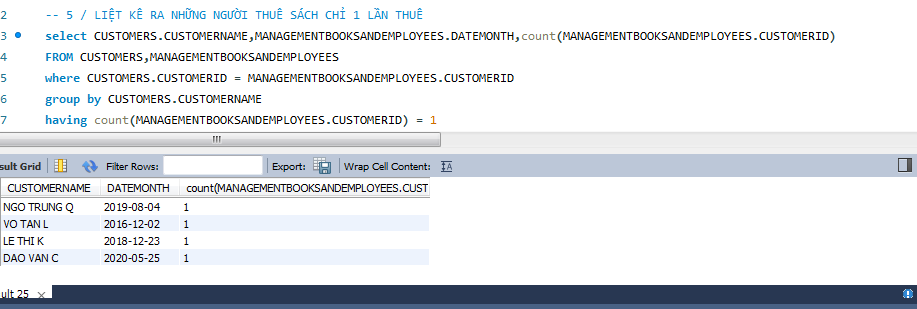 2 -- 5 / LIỆT KÊ RA NHỮNG NGƯỜI THUÊ SÁCH CHỈ 1 LẦN THUÊ
3 select CUSTOMERS.CUSTOMERNAME,MANAGEMENTBOOKSANDEMPLOYEES.DATEMONTH,count(MANAGEMENTBOOKSANDEMPLOYEES.CUSTOMERID)
4 FROM CUSTOMERS,MANAGEMENTBOOKSANDEMPLOYEES
5 where CUSTOMERS.CUSTOMERID = MANAGEMENTBOOKSANDEMPLOYEES.CUSTOMERID
6 group by CUSTOMERS.CUSTOMERNAME
7 having count(MANAGEMENTBOOKSANDEMPLOYEES.CUSTOMERID) = 1
sult Grid Filter Rows: Export: Wrap Cell Content:
CUSTOMERNAME DATEMONTH count(MANAGEMENTBOOKSANDEMPLOYEES.CUST
NGO TRUNG Q 2019-08-04 1
VO TAN L 2016-12-02 1
LE THI K 2018-12-23 1
DAO VAN C 2020-05-25 1
ult 25 ×